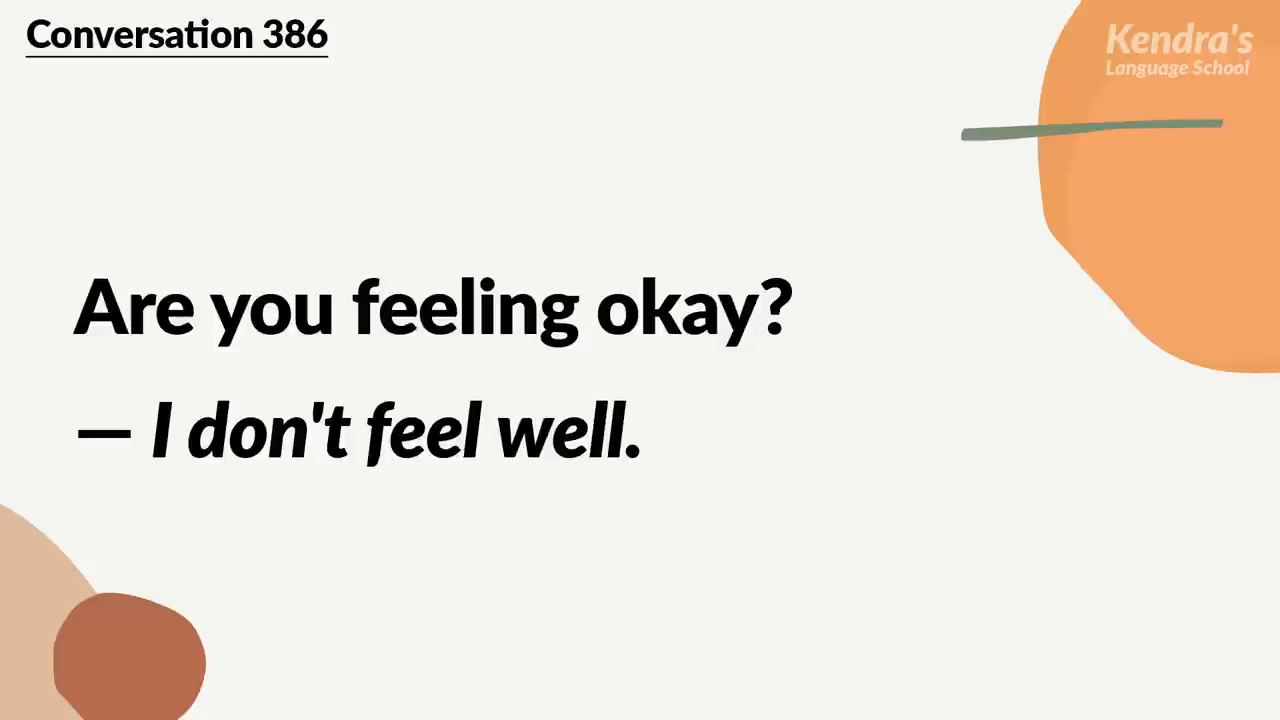 Conversation 386
Kendra's
Language School
Are you feeling okay?
— I don't feel well.